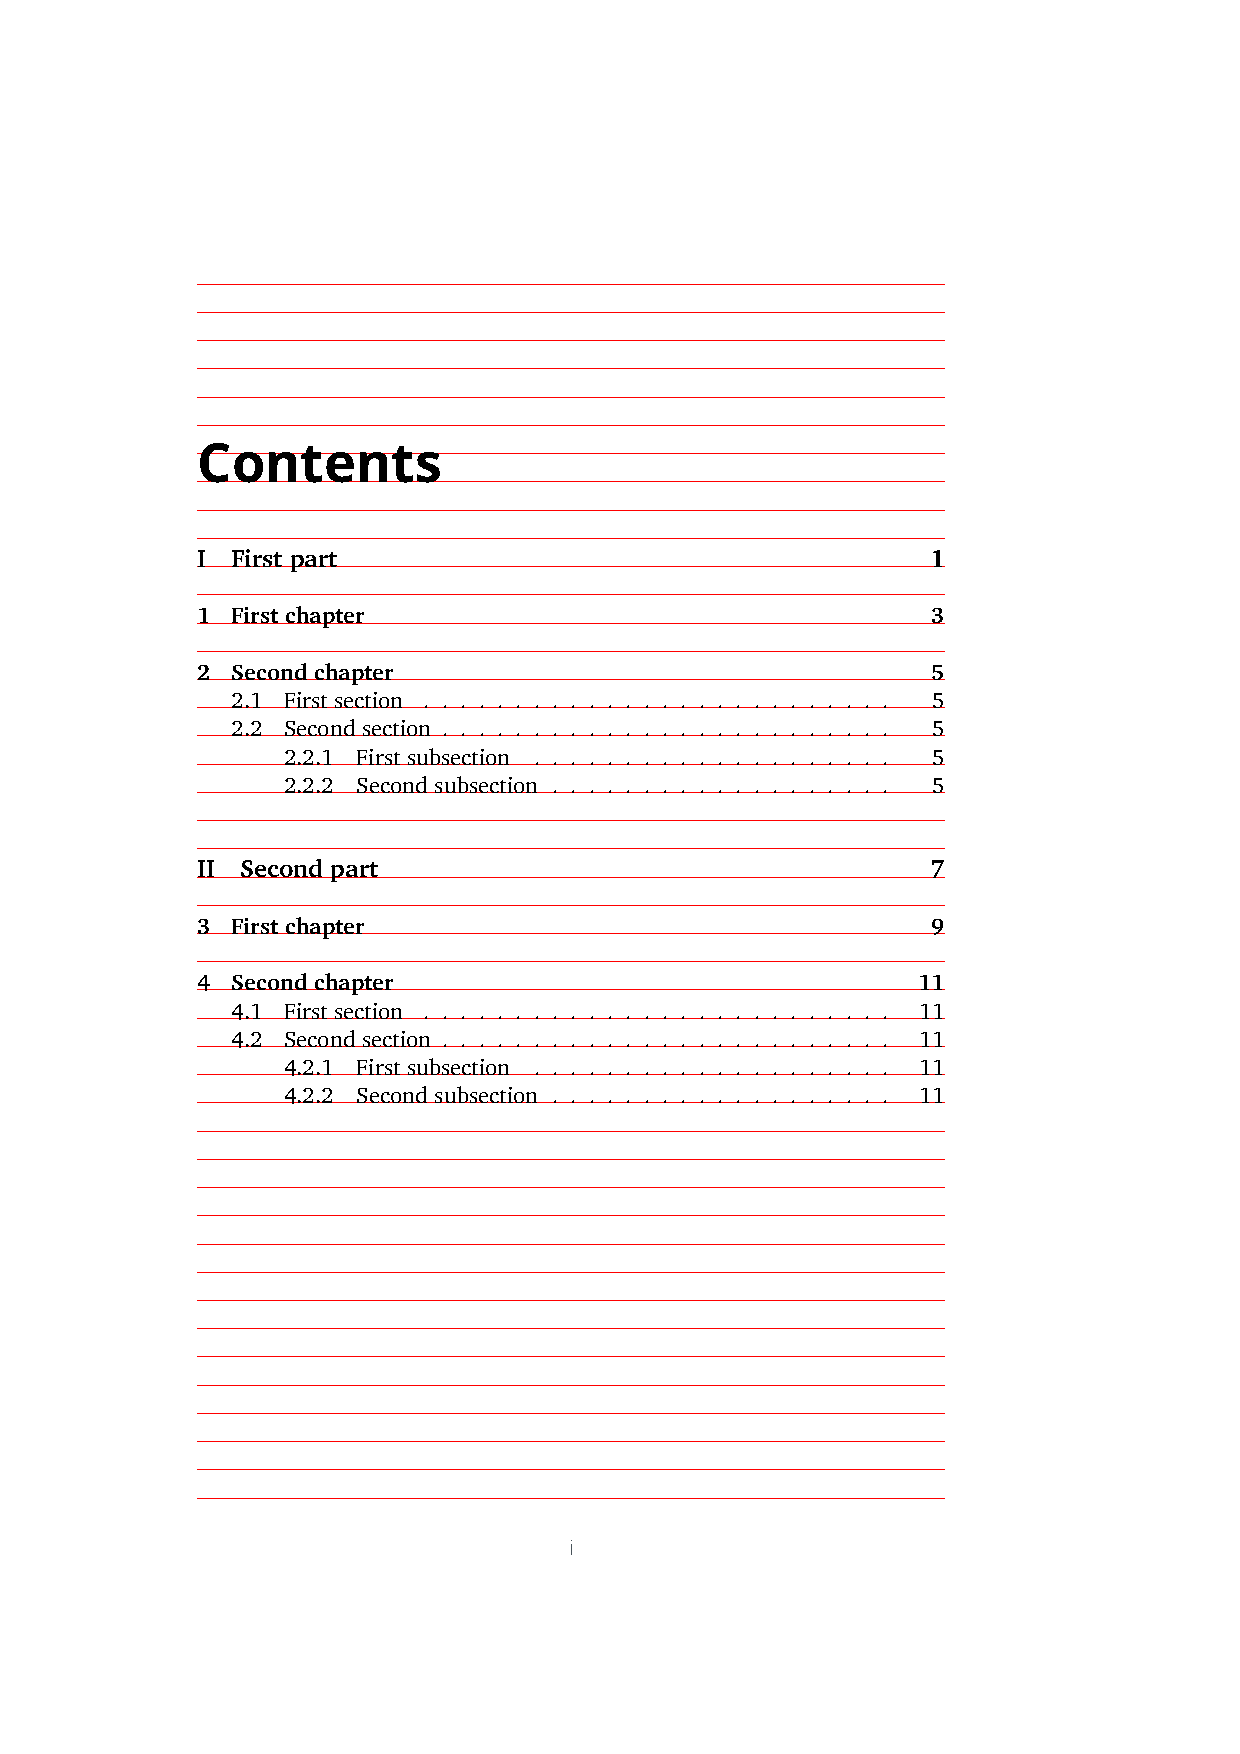 Contents
I First part 1
1 First chapter 3
2 Second chapter 5
2.1 First section . . . . . . . . . . . . . . . . . . . . . . . . . . 5
2.2 Second section . . . . . . . . . . . . . . . . . . . . . . . . . 5
2.2.1 First subsection . . . . . . . . . . . . . . . . . . . . 5
2.2.2 Second subsection . . . . . . . . . . . . . . . . . . . 5
II Second part 7
3 First chapter 9
4 Second chapter 11
4.1 First section . . . . . . . . . . . . . . . . . . . . . . . . . . 11
4.2 Second section . . . . . . . . . . . . . . . . . . . . . . . . . 11
4.2.1 First subsection . . . . . . . . . . . . . . . . . . . . 11
4.2.2 Second subsection . . . . . . . . . . . . . . . . . . . 11
i